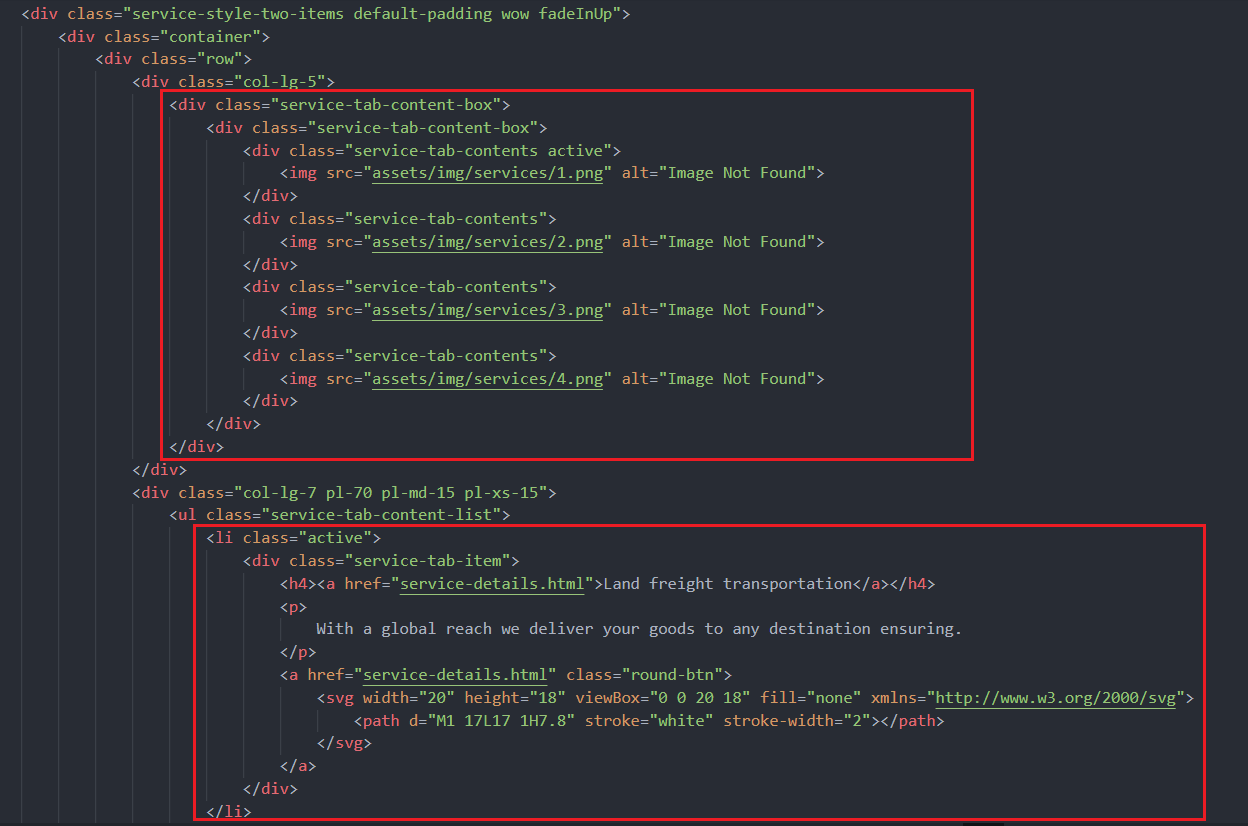 <div class="service-style-two-items default-padding wow fadeInUp">
<div class="container">
<div class="row">
<div class="col-lg-5">
<div class="service-tab-content-box">
<div class="service-tab-content-box">
<div class="service-tab-contents active">
<img src="assets/img/services/1.png" alt="Image Not Found">
</div>
<div class="service-tab-contents">
<img src="assets/img/services/2.png" alt="Image Not Found">
</div>
<div class="service-tab-contents">
<img src="assets/img/services/3.png" alt="Image Not Found">
</div>
<div class="service-tab-contents">
<img src="assets/img/services/4.png" alt="Image Not Found">
</div>
</div>
</div>
</div>
<div class="col-lg-7 pl-70 pl-md-15 pl-xs-15">
<ul class="service-tab-content-list">
<li class="active">
<div class="service-tab-item">
<h4><a href="service-details.html">Land freight transportation</a></h4>
<p>
With a global reach we deliver your goods to any destination ensuring.
</p>
<a href="service-details.html" class="round-btn">
<svg width="20" height="18" viewBox="0 0 20 18" fill="none" xmlns="http://www.w3.org/2000/svg">
<path d="M1 17L17 1H7.8" stroke="white" stroke-width="2"></path>
</svg>
</a>
</div>
</li>